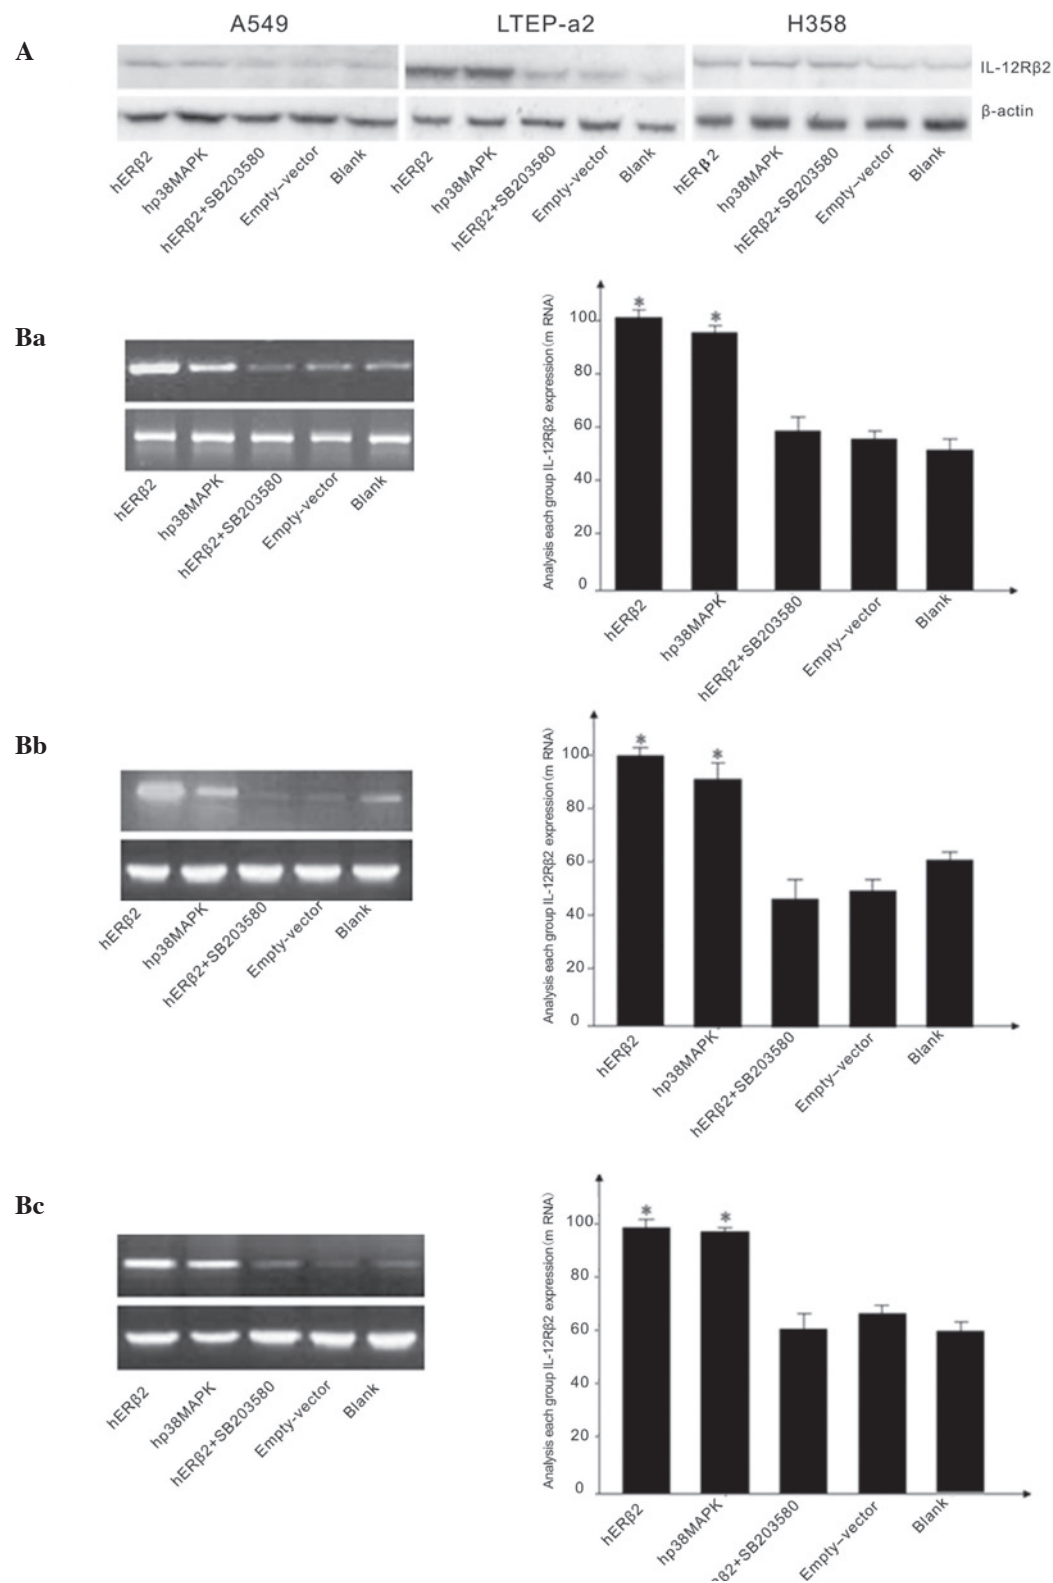 A549 LTEP-a2 H358
A
IL-12Rβ2
β-actin
hERβ2 hp38MAPK hERβ2+SB203580 Empty–vector Blank hERβ2 hp38MAPK hERβ2+SB203580 Empty-vector Blank hERβ2 hp38MAPK hERβ2+SB203580 Empty–vector Blank
Ba
hERβ2 hp38MAPK hERβ2+SB203580 Empty-vector Blank
Analysis each group IL-12Rβ2 expression(m RNA)
100
80
60
40
20
0
* *
hERβ2 hp38MAPK hERβ2+SB203580 Empty–vector Blank
Bb
hERβ2 hp38MAPK hERβ2+SB203580 Empty-vector Blank
Analysis each group IL-12Rβ2 expression(m RNA)
100
80
60
40
20
0
* *
hERβ2 hp38MAPK hERβ2+SB203580 Empty–vector Blank
Bc
hERβ2 hp38MAPK hERβ2+SB203580 Empty-vector Blank
Analysis each group IL-12Rβ2 expression(m RNA)
100
80
60
40
20
0
* *
hERβ2 hp38MAPK Rβ2+SB203580 Empty–vector Blank